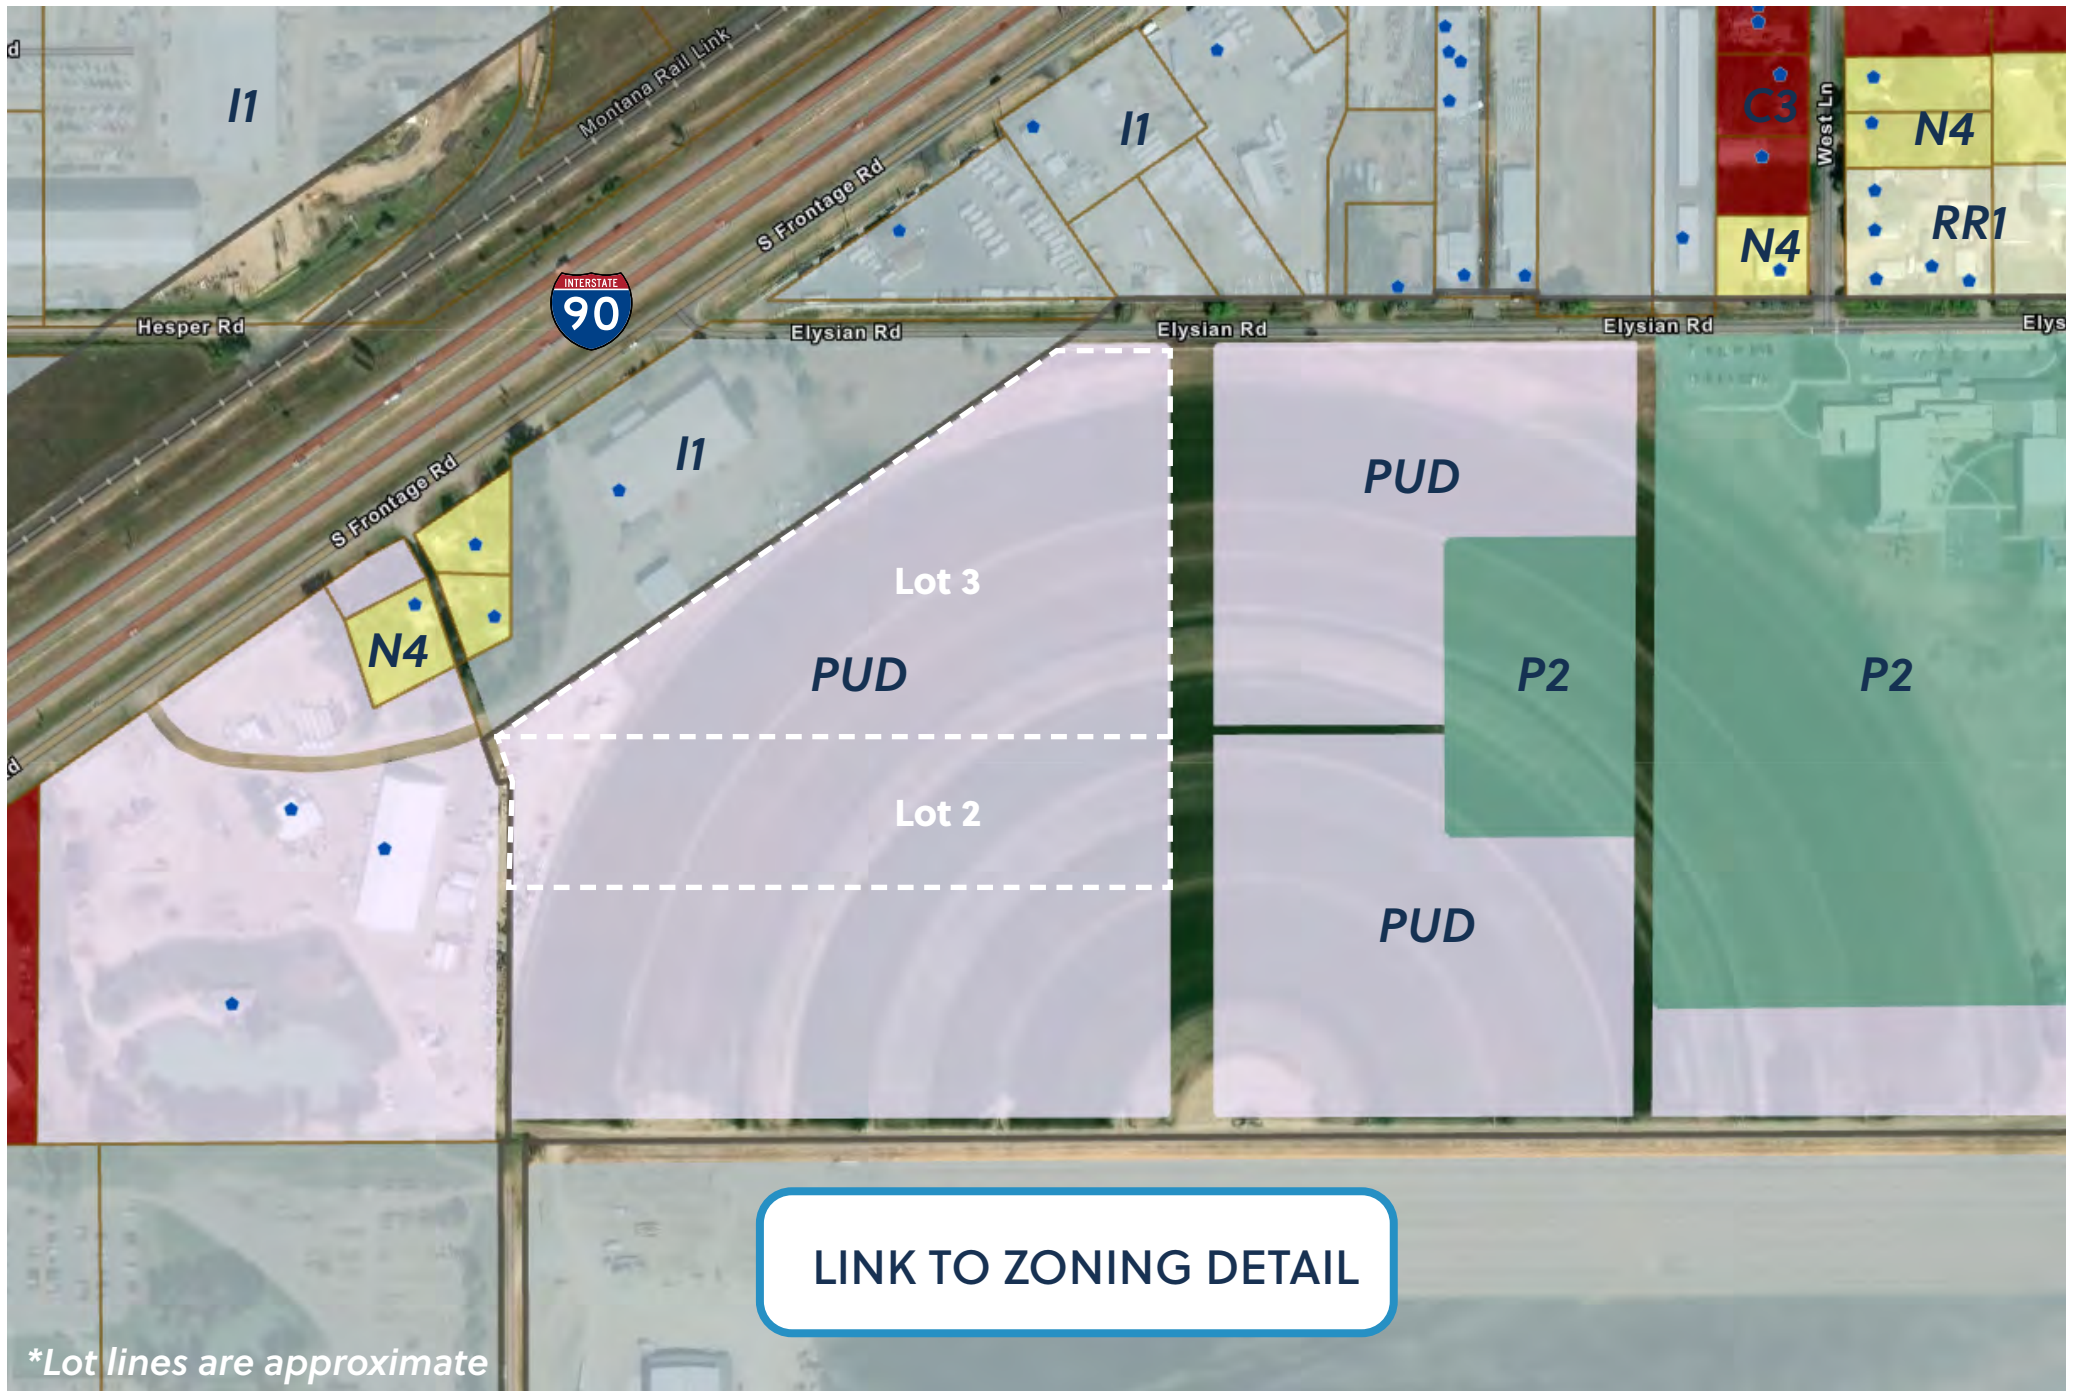 d
Montana Rail Link
I1
I1
C3
West Ln
N4
S Frontage Rd
RR1
N4
INTERSTATE
90
Hesper Rd
Elysian Rd
Elysian Rd
Elysian Rd
Elys
I1
PUD
S Frontage Rd
Lot 3
N4
PUD
P2
P2
d
Lot 2
PUD
LINK TO ZONING DETAIL
*Lot lines are approximate